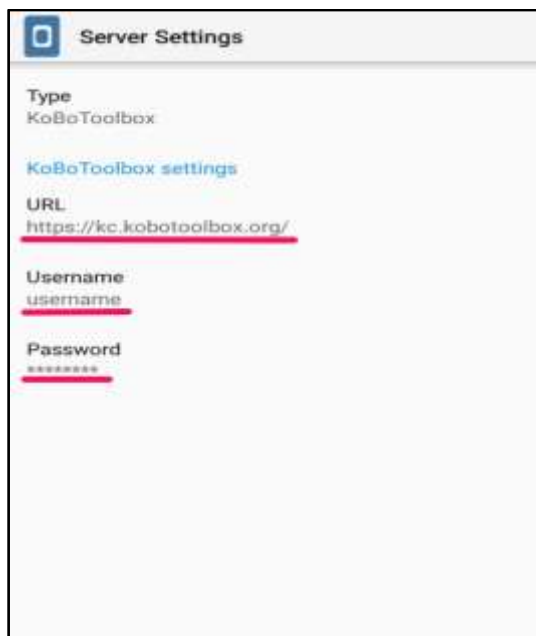 Server Settings
Type
KoBoToolbox
KoBoToolbox settings
URL
https://kc.kobotoolbox.org/
Username
username
Password
********